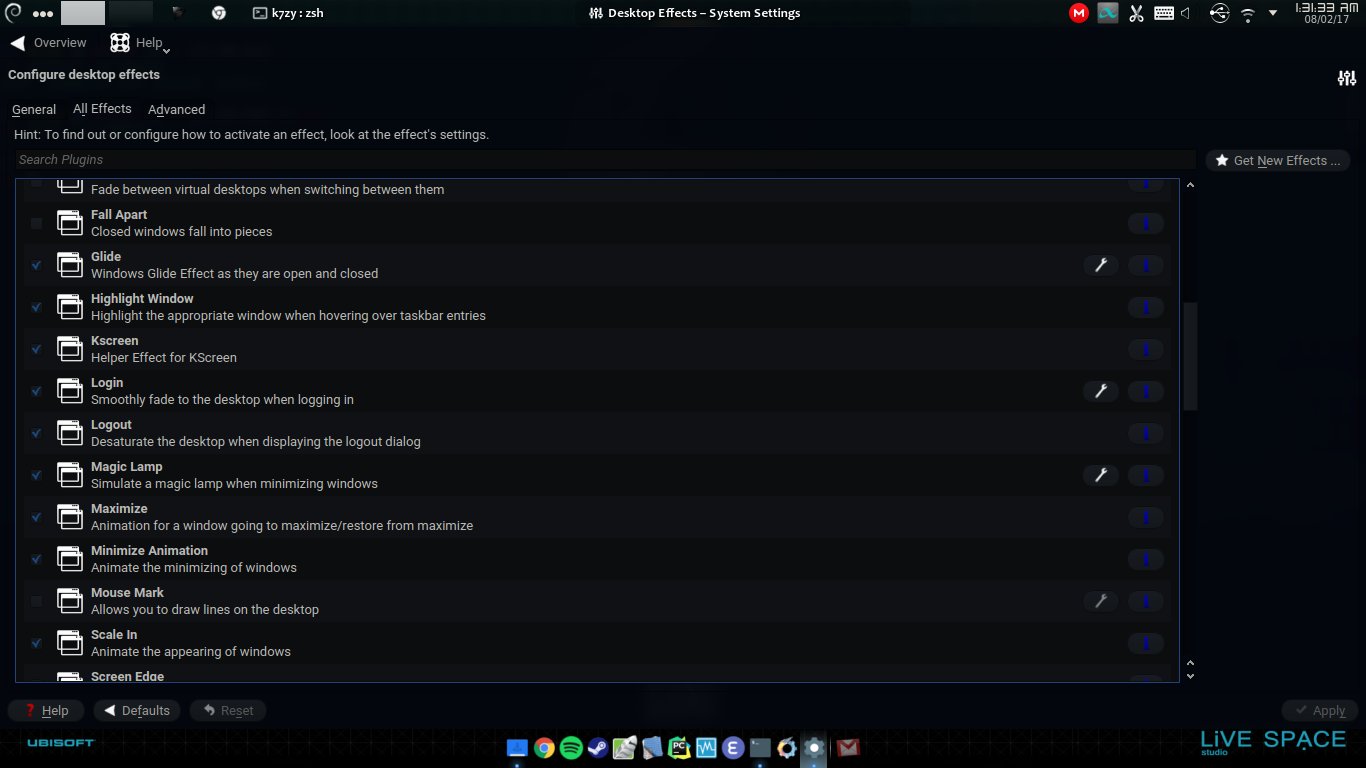 k7zy : zsh
Desktop Effects – System Settings
1:31:33 AM
08/02/17
Overview
Help
Configure desktop effects
General
All Effects
Advanced
Hint: To find out or configure how to activate an effect, look at the effect's settings.
Search Plugins
Get New Effects ...
Fade between virtual desktops when switching between them
Fall Apart
Closed windows fall into pieces
Glide
Windows Glide Effect as they are open and closed
Highlight Window
Highlight the appropriate window when hovering over taskbar entries
Kscreen
Helper Effect for KScreen
Login
Smoothly fade to the desktop when logging in
Logout
Desaturate the desktop when displaying the logout dialog
Magic Lamp
Simulate a magic lamp when minimizing windows
Maximize
Animation for a window going to maximize/restore from maximize
Minimize Animation
Animate the minimizing of windows
Mouse Mark
Allows you to draw lines on the desktop
Scale In
Animate the appearing of windows
Screen Edge
Help
Defaults
Reset
Apply
UBISOFT
PC
LiVE SPACE
studio